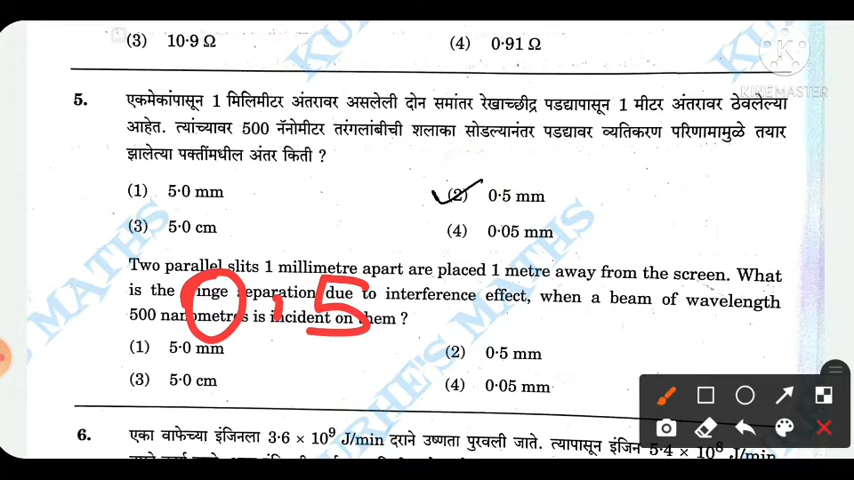 (3) 10·9 Ω (4) 0·91 Ω
KINEMASTER
5. एकमेकांपासून 1 मिलिमीटर अंतरावर असलेली दोन समांतर रेखाच्छीद्र पडद्यापासून 1 मीटर अंतरावर ठेवलेल्या
आहेत. त्यांच्यावर 500 नॅनोमीटर तरंगलांबीची शलाका सोडल्यानंतर पडद्यावर व्यतिकरण परिणामामुळे तयार
झालेल्या पक्तींमधील अंतर किती ?
(1) 5·0 mm (2) 0·5 mm
(3) 5·0 cm (4) 0·05 mm
Two parallel slits 1 millimetre apart are placed 1 metre away from the screen. What
is the fringe separation due to interference effect, when a beam of wavelength
500 nanometres is incident on them ?
0.5
(1) 5·0 mm (2) 0·5 mm
(3) 5·0 cm (4) 0·05 mm
6. एका वाफेच्या इंजिनला 3·6 × 10⁹ J/min दराने उष्णता पुरवली जाते. त्यापासून इंजिन 5·4 × 10⁸ J/min
KURHE'S MATHS